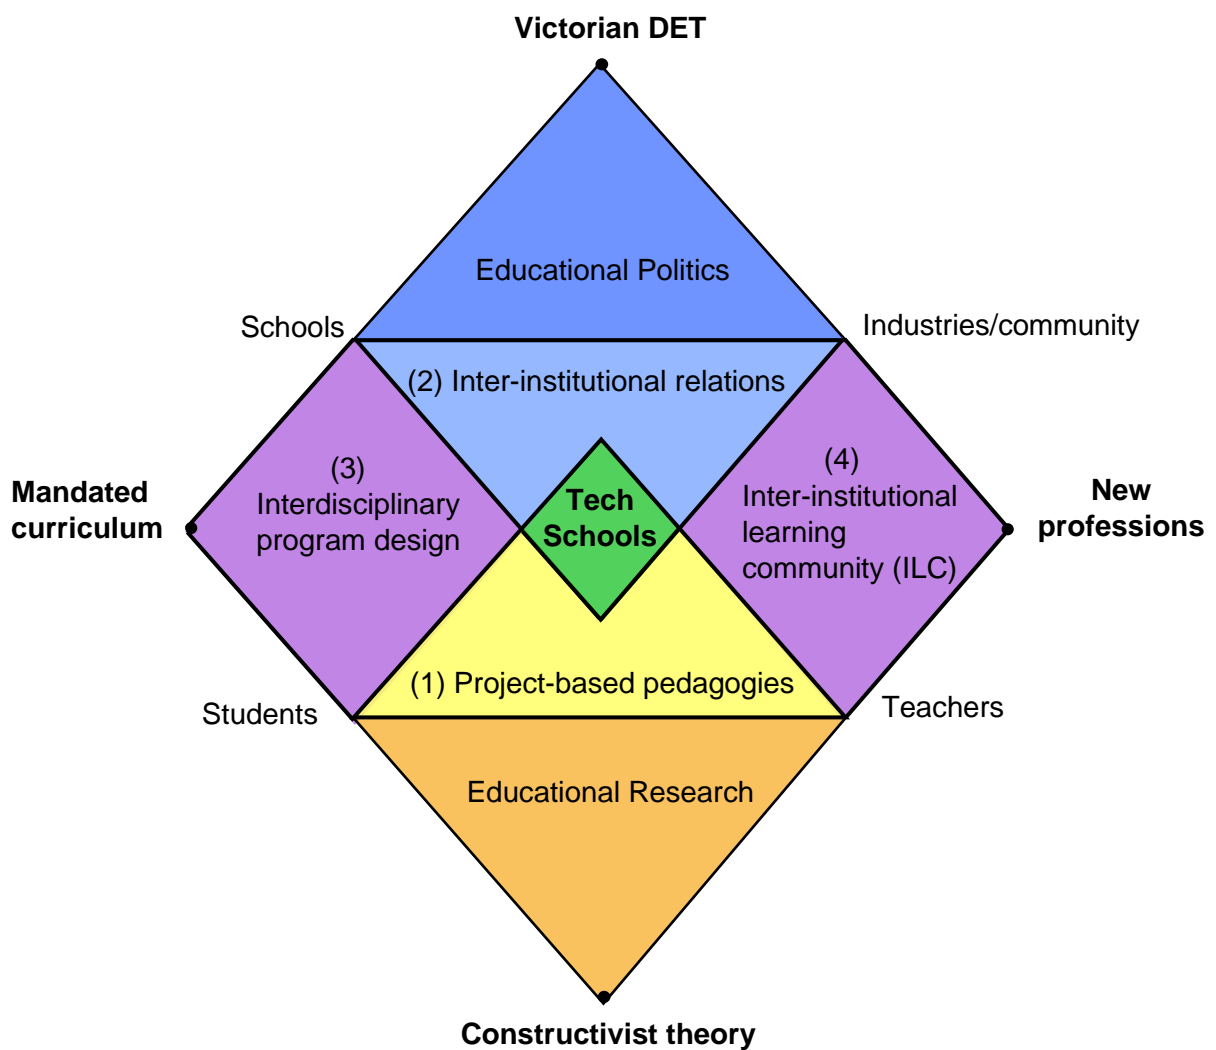 Victorian DET
Educational Politics
Schools
Industries/community
(2) Inter-institutional relations
(3)
Interdisciplinary
program design
(4)
Inter-institutional
learning
community (ILC)
Mandated
curriculum
Tech
Schools
New
professions
(1) Project-based pedagogies
Students
Teachers
Educational Research
Constructivist theory